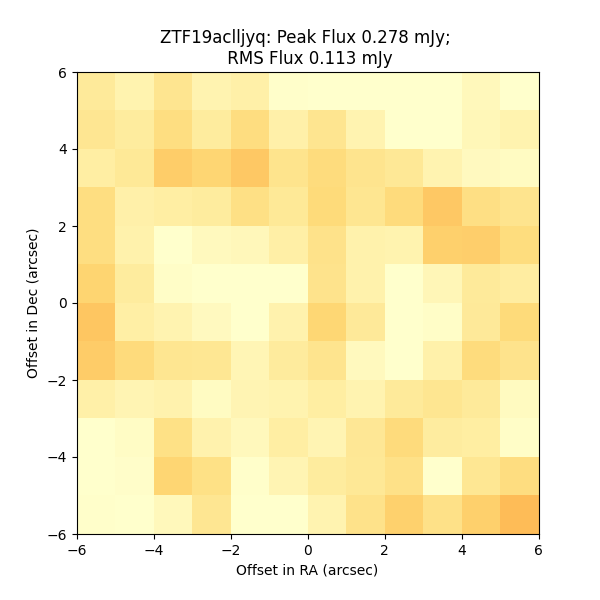 ZTF19aclljyq: Peak Flux 0.278 mJy;
RMS Flux 0.113 mJy
6
4
2
0
−2
−4
−6
Offset in Dec (arcsec)
−6 −4 −2 0 2 4 6
Offset in RA (arcsec)